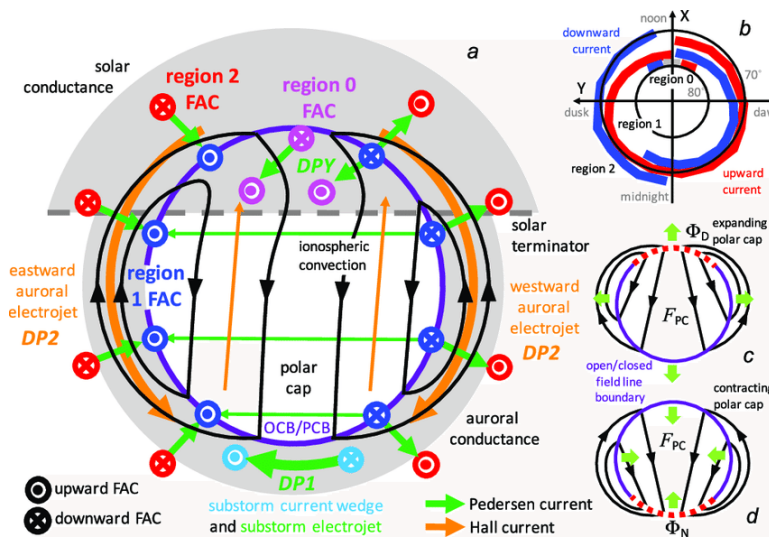 a
solar
conductance
region 2
FAC
region 0
FAC
DPY
solar
terminator
ionospheric
convection
region
1 FAC
eastward
auroral
electrojet
DP2
westward
auroral
electrojet
DP2
polar
cap
OCB/PCB
auroral
conductance
DP1
upward FAC
downward FAC
substorm current wedge
and substorm electrojet
Pedersen current
Hall current
b
X
noon
downward
current
region 0
70°
80°
Y
dusk
region 1
region 2
midnight
upward
current
ΦD
expanding
polar cap
FPC
c
open/closed
field line
boundary
contracting
polar cap
FPC
ΦN
d